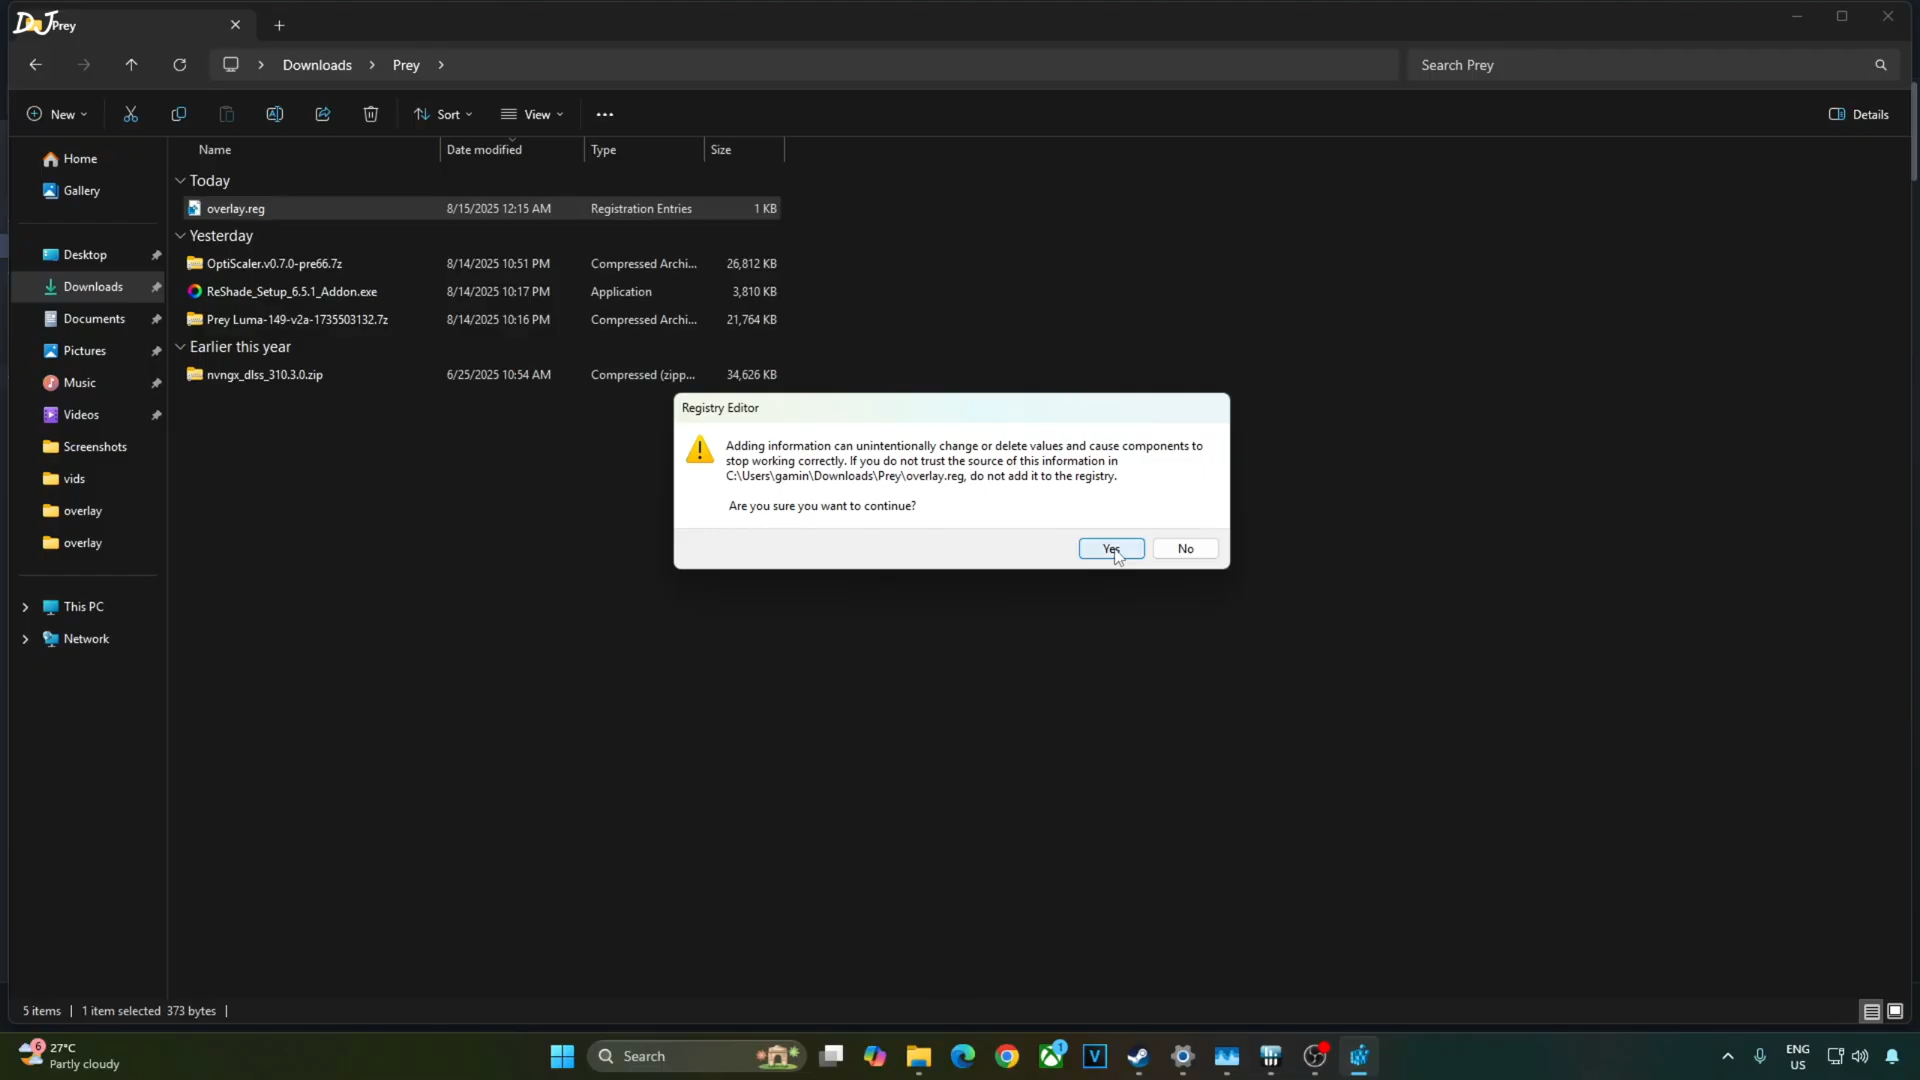 DJ Prey
Downloads Prey
Search Prey
New
Sort
View
Details
Home
Gallery
Desktop
Downloads
Documents
Pictures
Music
Videos
Screenshots
vids
overlay
overlay
This PC
Network
Name Date modified Type Size
Today
overlay.reg 8/15/2025 12:15 AM Registration Entries 1 KB
Yesterday
OptiScaler.v0.7.0-pre66.7z 8/14/2025 10:51 PM Compressed Archi... 26,812 KB
ReShade_Setup_6.5.1_Addon.exe 8/14/2025 10:17 PM Application 3,810 KB
Prey Luma-149-v2a-1735503132.7z 8/14/2025 10:16 PM Compressed Archi... 21,764 KB
Earlier this year
nvngx_dlss_310.3.0.zip 6/25/2025 10:54 AM Compressed (zipp... 34,626 KB
Registry Editor
Adding information can unintentionally change or delete values and cause components to
stop working correctly. If you do not trust the source of this information in
C:\Users\gamin\Downloads\Prey\overlay.reg, do not add it to the registry.
Are you sure you want to continue?
Yes No
5 items | 1 item selected 373 bytes |
6
27°C
Partly cloudy
Search
1
V
ENG
US